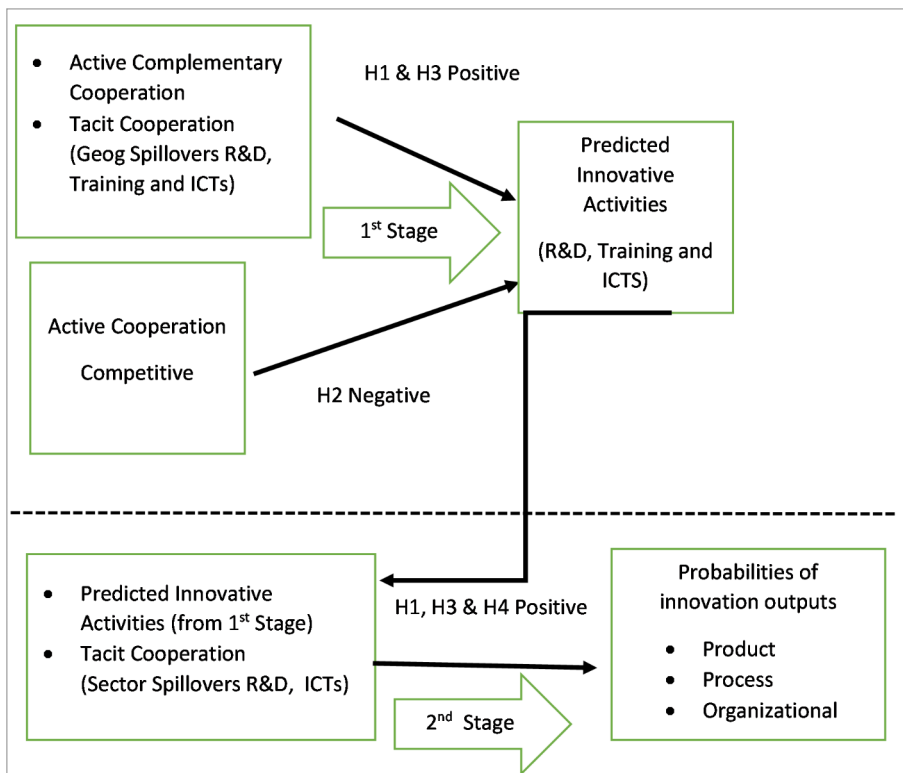 • Active Complementary
Cooperation
• Tacit Cooperation
(Geog Spillovers R&D,
Training and ICTs)
H1 & H3 Positive
1st Stage
Predicted
Innovative
Activities
(R&D, Training and
ICTS)
Active Cooperation
Competitive
H2 Negative
• Predicted Innovative
Activities (from 1st Stage)
• Tacit Cooperation
(Sector Spillovers R&D, ICTs)
H1, H3 & H4 Positive
2nd Stage
Probabilities of
innovation outputs
• Product
• Process
• Organizational